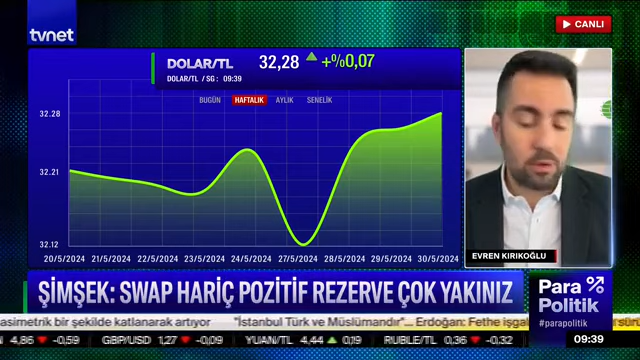 tvnet
CANLI
DOLAR/TL 32,28 +%0,07
DOLAR/TL / SG : 09:39
BUGÜN HAFTALIK AYLIK SENELİK
32.28
32.21
32.12
20/5/2024 21/5/2024 22/5/2024 23/5/2024 24/5/2024 27/5/2024 28/5/2024 29/5/2024 30/5/2024
EVREN KIRIKOĞLU
ŞİMŞEK: SWAP HARİÇ POZİTİF REZERVE ÇOK YAKINIZ
Para %
Politik
#parapolitik
asimetrik bir şekilde katlanarak artıyor "İstanbul Türk ve Müslümandır"... Erdoğan: Fethe işgal
sür
4,86 -0,59 GBP/USD 1,27 -0,09 YUAN/TL 4,44 0,19 RUBLE/TL 0,36 -0,32
09:39